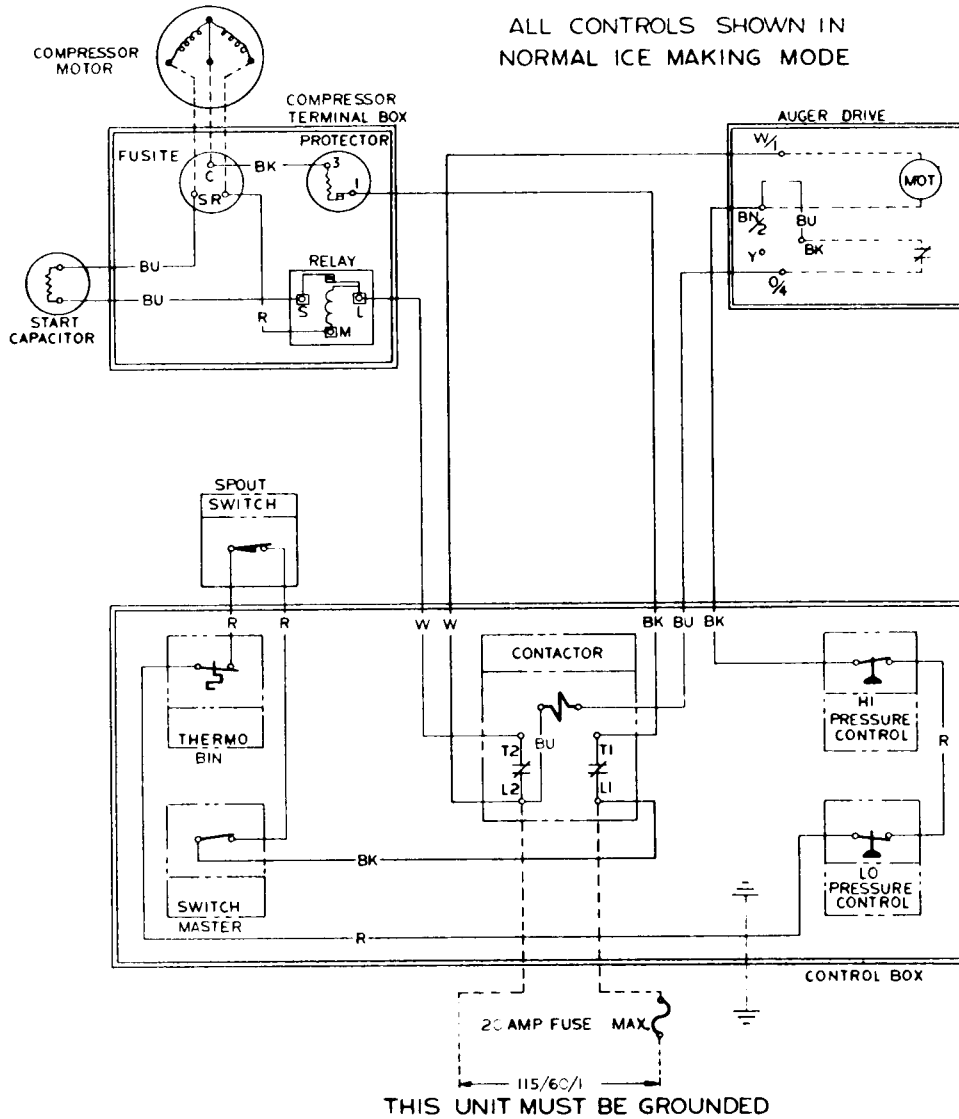 ALL CONTROLS SHOWN IN
NORMAL ICE MAKING MODE
COMPRESSOR
MOTOR
COMPRESSOR
TERMINAL BOX
PROTECTOR
FUSITE
C
S R
BK
3
1
BU
BU
R
RELAY
S
L
M
START
CAPACITOR
AUGER DRIVE
W/1
MOT
BN/2
BU
BK
Y
O/4
SPOUT
SWITCH
R
R
W
W
BK
BU
BK
THERMO
BIN
SWITCH
MASTER
BK
R
CONTACTOR
BU
T2
T1
L2
L1
HI
PRESSURE
CONTROL
R
LO
PRESSURE
CONTROL
CONTROL BOX
20 AMP FUSE MAX
115/60/1
THIS UNIT MUST BE GROUNDED